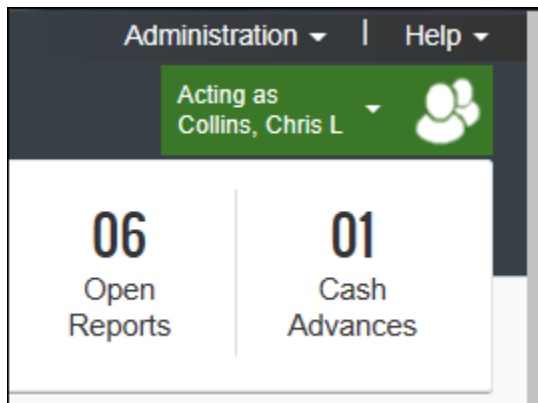 Administration | Help
Acting as
Collins, Chris L
06 01
Open Cash
Reports Advances